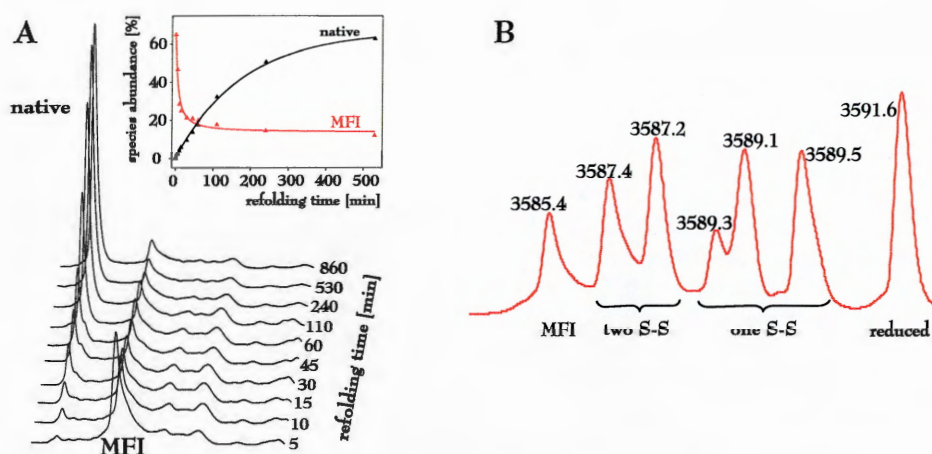 A
B
species abundance [%]
60
40
20
0
native
MFI
0 100 200 300 400 500
refolding time [min]
native
MFI
860
530
240
110
60
45
30
15
10
5
refolding time [min]
3585.4
3587.4
3587.2
3589.3
3589.1
3589.5
3591.6
MFI
two S-S
one S-S
reduced